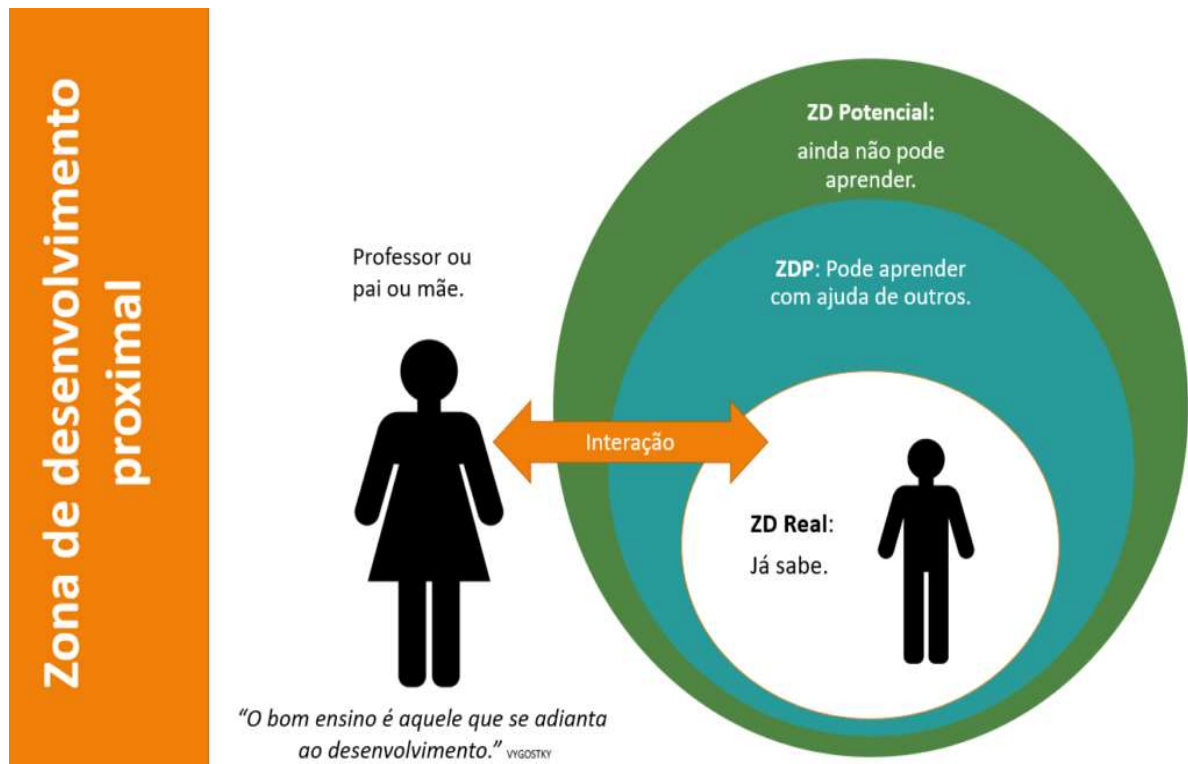 Zona de desenvolvimento
proximal
ZD Potencial:
ainda não pode
aprender.
Professor ou
pai ou mãe.
ZDP: Pode aprender
com ajuda de outros.
Interação
ZD Real:
Já sabe.
“O bom ensino é aquele que se adianta
ao desenvolvimento.” VYGOSTKY